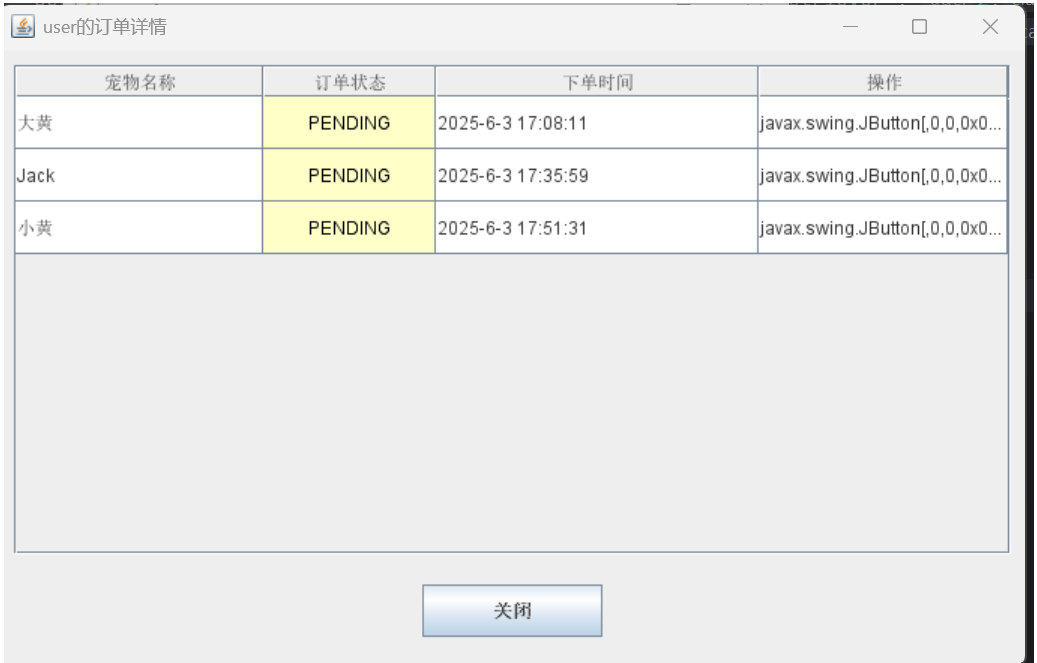 user的订单详情
宠物名称 订单状态 下单时间 操作
大黄 PENDING 2025-6-3 17:08:11 javax.swing.JButton[,0,0,0x0...
Jack PENDING 2025-6-3 17:35:59 javax.swing.JButton[,0,0,0x0...
小黄 PENDING 2025-6-3 17:51:31 javax.swing.JButton[,0,0,0x0...
关闭